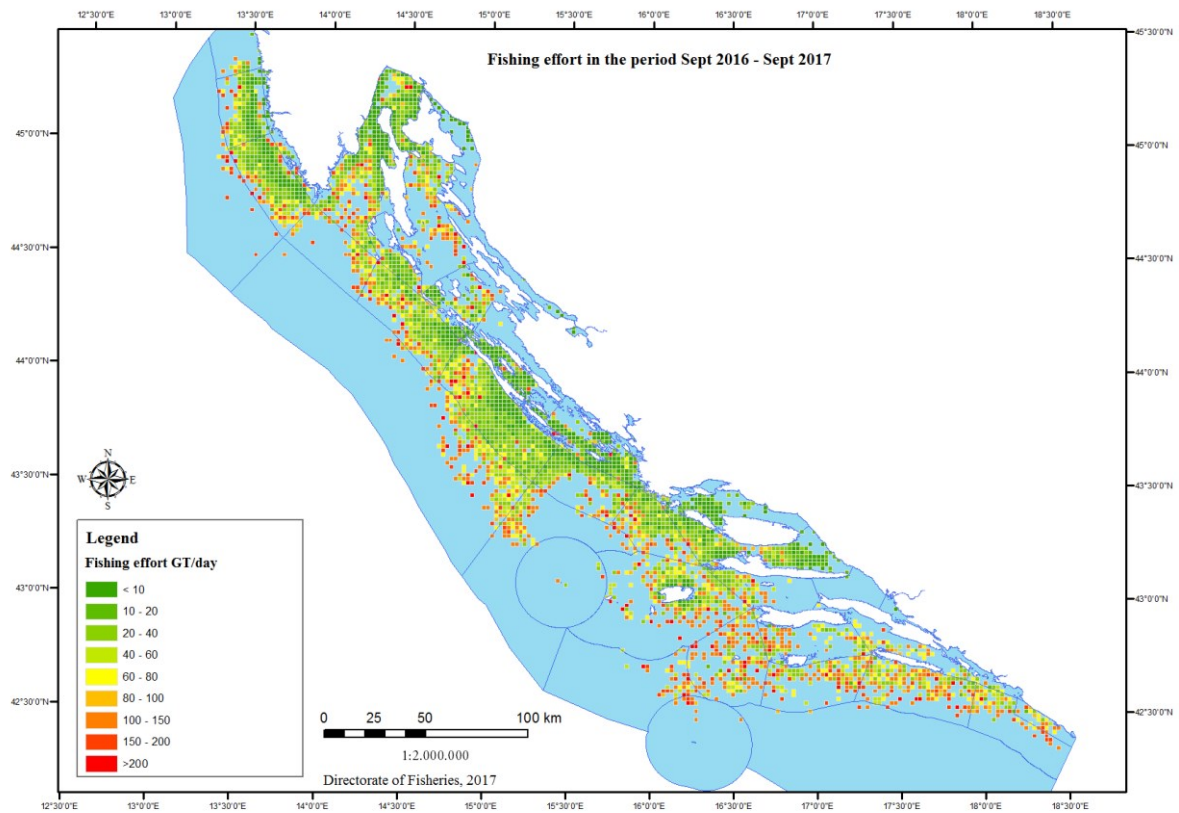 12°30'0"E 13°0'0"E 13°30'0"E 14°0'0"E 14°30'0"E 15°0'0"E 15°30'0"E 16°0'0"E 16°30'0"E 17°0'0"E 17°30'0"E 18°0'0"E 18°30'0"E
45°30'0"N
Fishing effort in the period Sept 2016 - Sept 2017
45°0'0"N 45°0'0"N
44°30'0"N 44°30'0"N
44°0'0"N 44°0'0"N
43°30'0"N 43°30'0"N
N
W E
S
Legend
Fishing effort GT/day
< 10
10 - 20
20 - 40
40 - 60
60 - 80
80 - 100
100 - 150
150 - 200
>200
43°0'0"N 43°0'0"N
42°30'0"N 42°30'0"N
0 25 50 100 km
1:2.000.000
Directorate of Fisheries, 2017
12°30'0"E 13°0'0"E 13°30'0"E 14°0'0"E 14°30'0"E 15°0'0"E 15°30'0"E 16°0'0"E 16°30'0"E 17°0'0"E 17°30'0"E 18°0'0"E 18°30'0"E